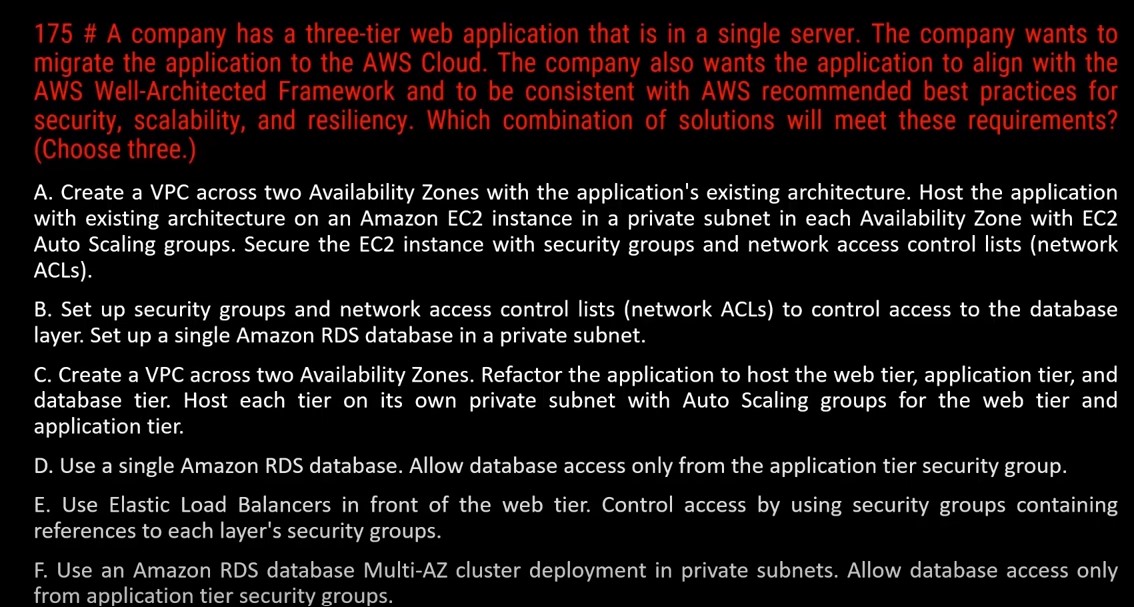 175 # A company has a three-tier web application that is in a single server. The company wants to
migrate the application to the AWS Cloud. The company also wants the application to align with the
AWS Well-Architected Framework and to be consistent with AWS recommended best practices for
security, scalability, and resiliency. Which combination of solutions will meet these requirements?
(Choose three.)
A. Create a VPC across two Availability Zones with the application's existing architecture. Host the application
with existing architecture on an Amazon EC2 instance in a private subnet in each Availability Zone with EC2
Auto Scaling groups. Secure the EC2 instance with security groups and network access control lists (network
ACLs).
B. Set up security groups and network access control lists (network ACLs) to control access to the database
layer. Set up a single Amazon RDS database in a private subnet.
C. Create a VPC across two Availability Zones. Refactor the application to host the web tier, application tier, and
database tier. Host each tier on its own private subnet with Auto Scaling groups for the web tier and
application tier.
D. Use a single Amazon RDS database. Allow database access only from the application tier security group.
E. Use Elastic Load Balancers in front of the web tier. Control access by using security groups containing
references to each layer's security groups.
F. Use an Amazon RDS database Multi-AZ cluster deployment in private subnets. Allow database access only
from application tier security groups.